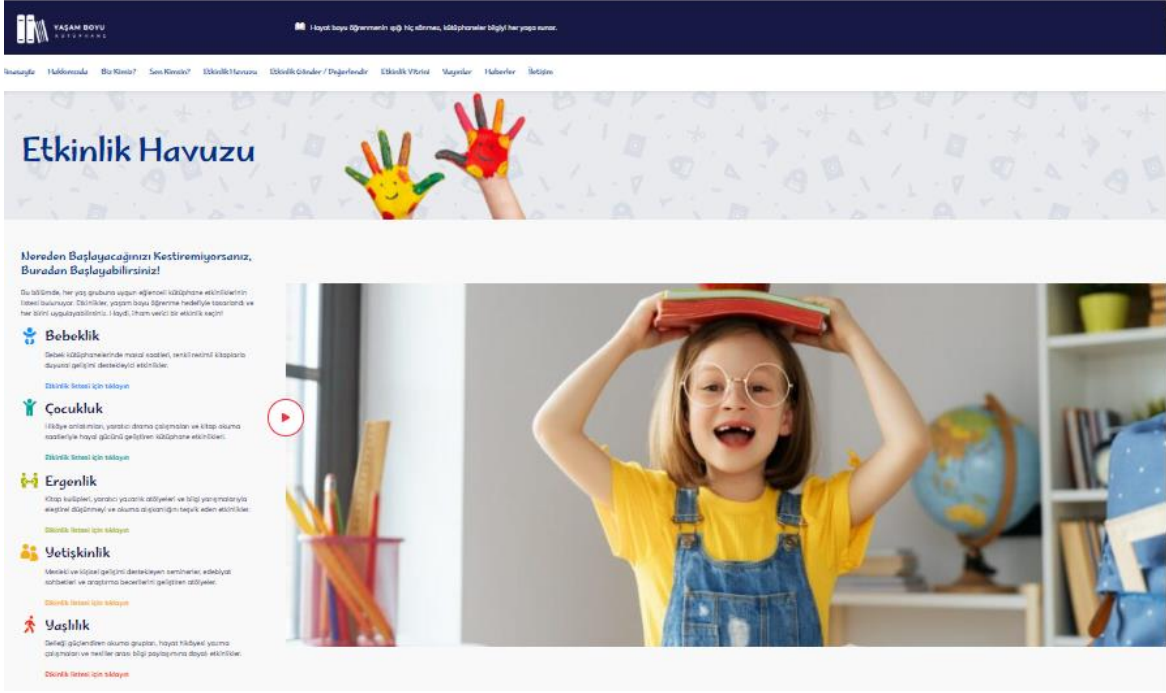 YAŞAM BOYU
KÜTÜPHANE
Hayat boyu öğrenmenin ışığı hiç sönmez, kütüphaneler bilgiyi her yaşa sunar.
Anasayfa Hakkımızda Biz Kimiz? Sen Kimsin? Etkinlik Havuzu Etkinlik Gönder / Değerlendir Etkinlik Vitrini Yayınlar Haberler İletişim
Etkinlik Havuzu
Nereden Başlayacağınızı Kestiremiyorsanız,
Buradan Başlayabilirsiniz!
Bu bölümde, her yaş grubuna uygun eğlenceli kütüphane etkinliklerinin
listesi bulunuyor. Etkinlikler, yaşam boyu öğrenme hedefiyle tasarlandı ve
her birini uygulayabilirsiniz. Haydi, ilham verici bir etkinlik seçin!
Bebeklik
Bebek kütüphanelerinde masal saatleri, renkli resimli kitaplarla
duyusal gelişimi destekleyici etkinlikler.
Etkinlik listesi için tıklayın
Çocukluk
Hikâye anlatımları, yaratıcı drama çalışmaları ve kitap okuma
saatleriyle hayal gücünü geliştiren kütüphane etkinlikleri.
Etkinlik listesi için tıklayın
Ergenlik
Kitap kulüpleri, yaratıcı yazarlık atölyeleri ve bilgi yarışmalarıyla
eleştirel düşünmeyi ve okuma alışkanlığını teşvik eden etkinlikler.
Etkinlik listesi için tıklayın
Yetişkinlik
Mesleki ve kişisel gelişimi destekleyen seminerler, edebiyat
sohbetleri ve araştırma becerilerini geliştiren atölyeler.
Etkinlik listesi için tıklayın
Yaşlılık
Belleği güçlendiren okuma grupları, hayat hikâyesi yazma
çalışmaları ve nesiller arası bilgi paylaşımına dayalı etkinlikler.
Etkinlik listesi için tıklayın